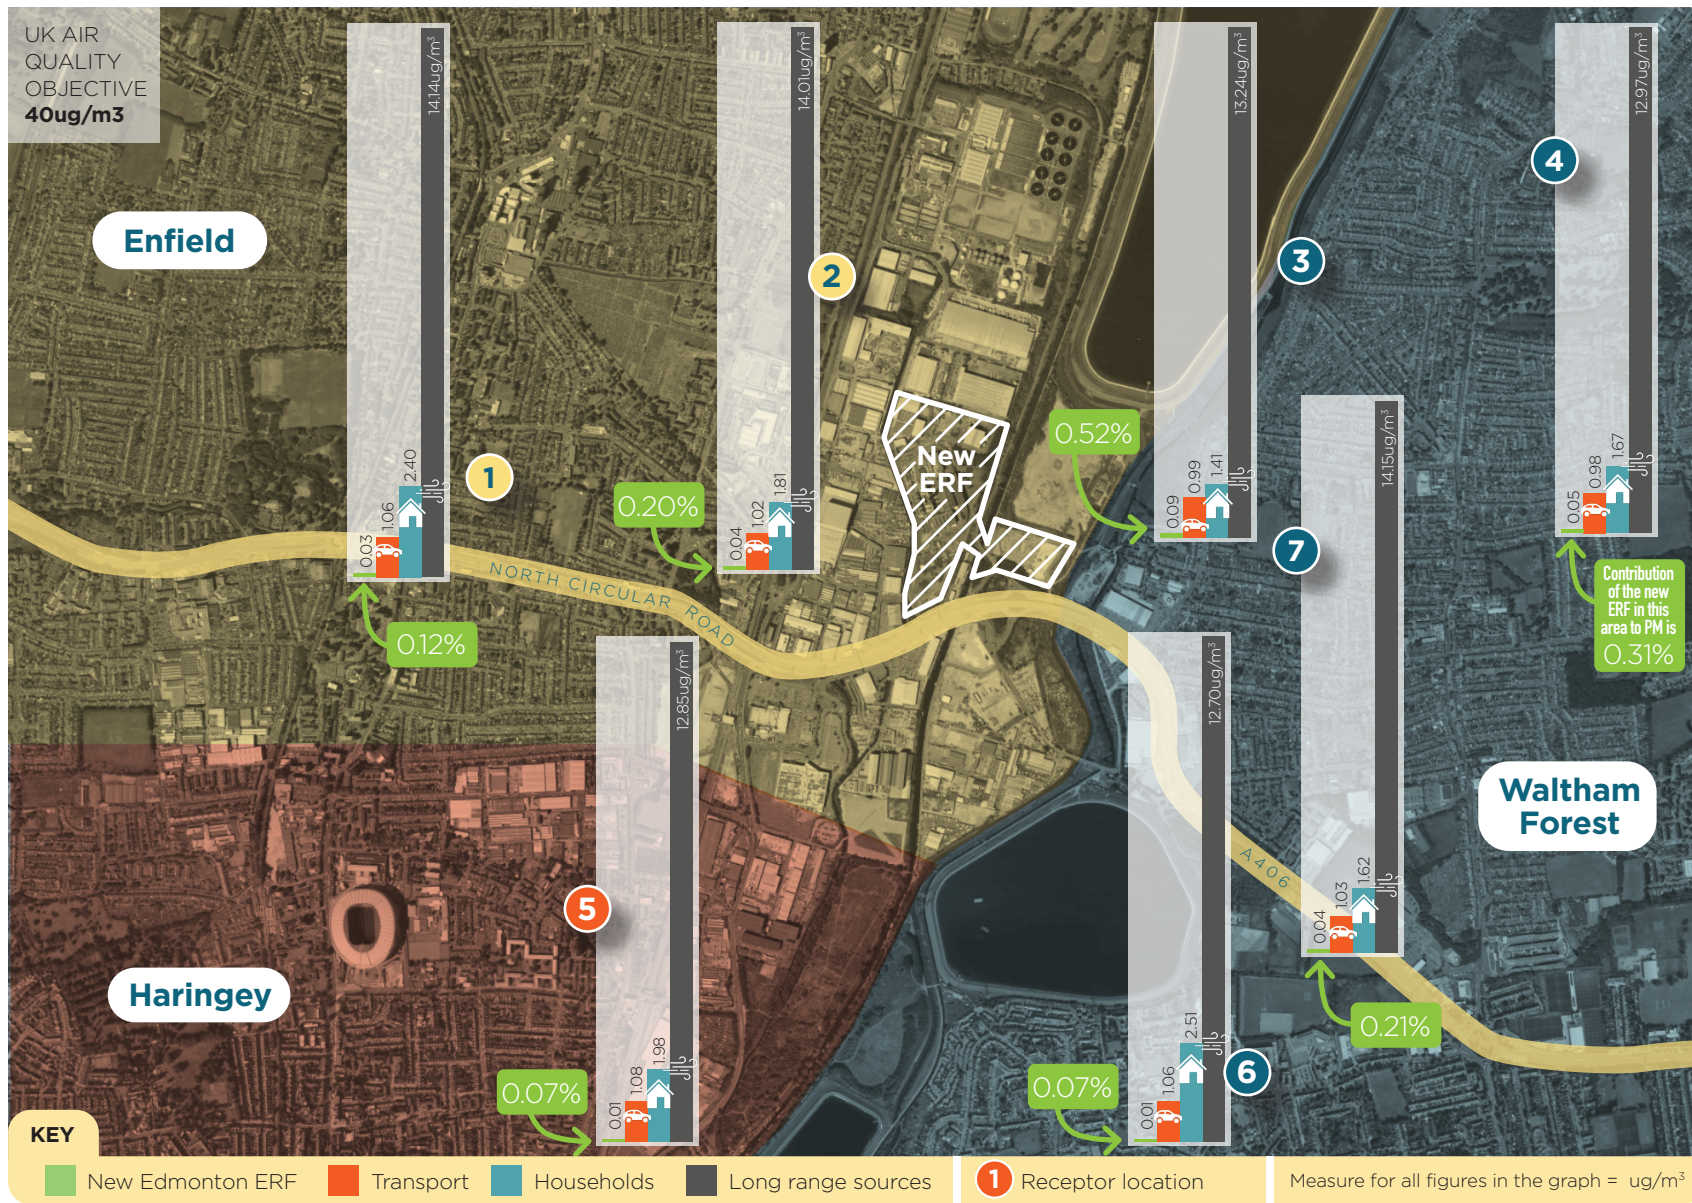 UK AIR
QUALITY
OBJECTIVE
40ug/m3
Enfield
14.14ug/m³
0.03
1.06
2.40
1
0.12%
14.01ug/m³
0.04
1.02
1.81
2
0.20%
New
ERF
13.24ug/m³
0.09
0.99
1.41
3
0.52%
12.97ug/m³
0.05
0.98
1.67
4
Contribution
of the new
ERF in this
area to PM is
0.31%
NORTH CIRCULAR ROAD
14.15ug/m³
0.04
1.03
1.62
7
0.21%
A406
Waltham
Forest
12.85ug/m³
0.01
1.08
1.98
5
0.07%
Haringey
12.70ug/m³
0.01
1.06
2.51
6
0.07%
KEY
New Edmonton ERF
Transport
Households
Long range sources
1
Receptor location
Measure for all figures in the graph = ug/m³